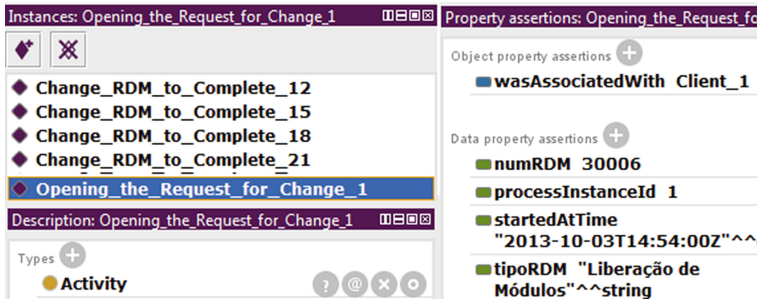 Instances: Opening_the_Request_for_Change_1
Change_RDM_to_Complete_12
Change_RDM_to_Complete_15
Change_RDM_to_Complete_18
Change_RDM_to_Complete_21
Opening_the_Request_for_Change_1
Description: Opening_the_Request_for_Change_1
Types
Activity
Property assertions: Opening_the_Request_fo
Object property assertions
wasAssociatedWith Client_1
Data property assertions
numRDM 30006
processInstanceId 1
startedAtTime
"2013-10-03T14:54:00Z"^^
tipoRDM "Liberação de
Módulos"^^string